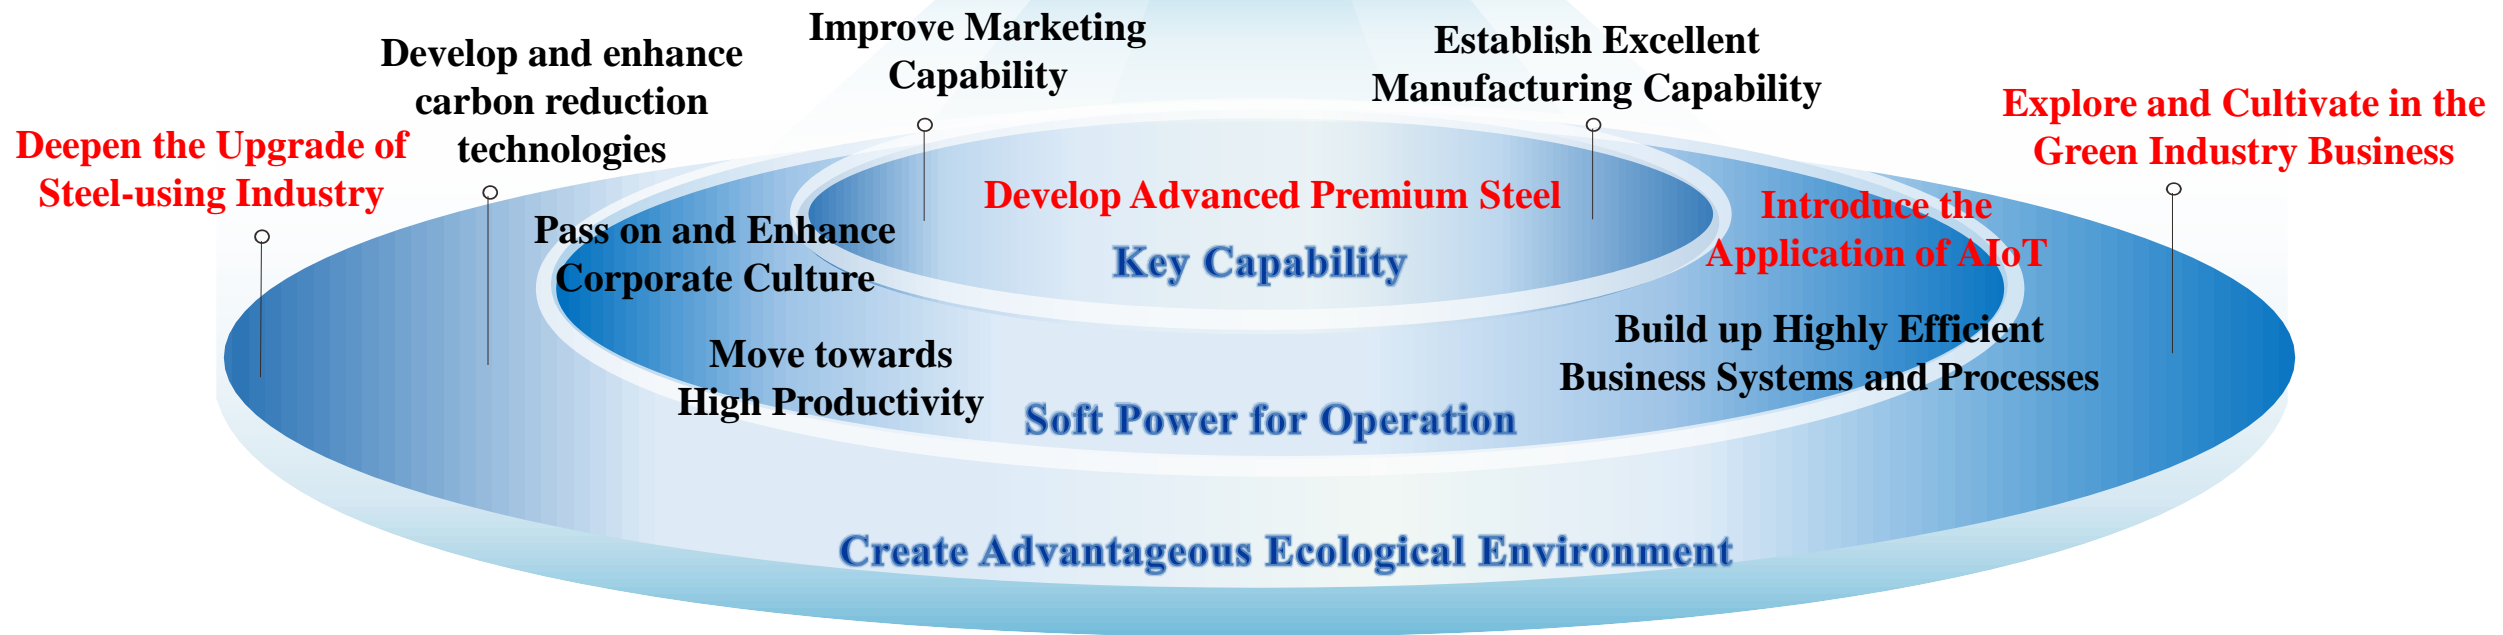 Improve Marketing
Capability
Establish Excellent
Manufacturing Capability
Develop and enhance
carbon reduction
technologies
Explore and Cultivate in the
Green Industry Business
Deepen the Upgrade of
Steel-using Industry
Develop Advanced Premium Steel
Introduce the
Application of AIoT
Pass on and Enhance
Corporate Culture
Key Capability
Build up Highly Efficient
Business Systems and Processes
Move towards
High Productivity
Soft Power for Operation
Create Advantageous Ecological Environment